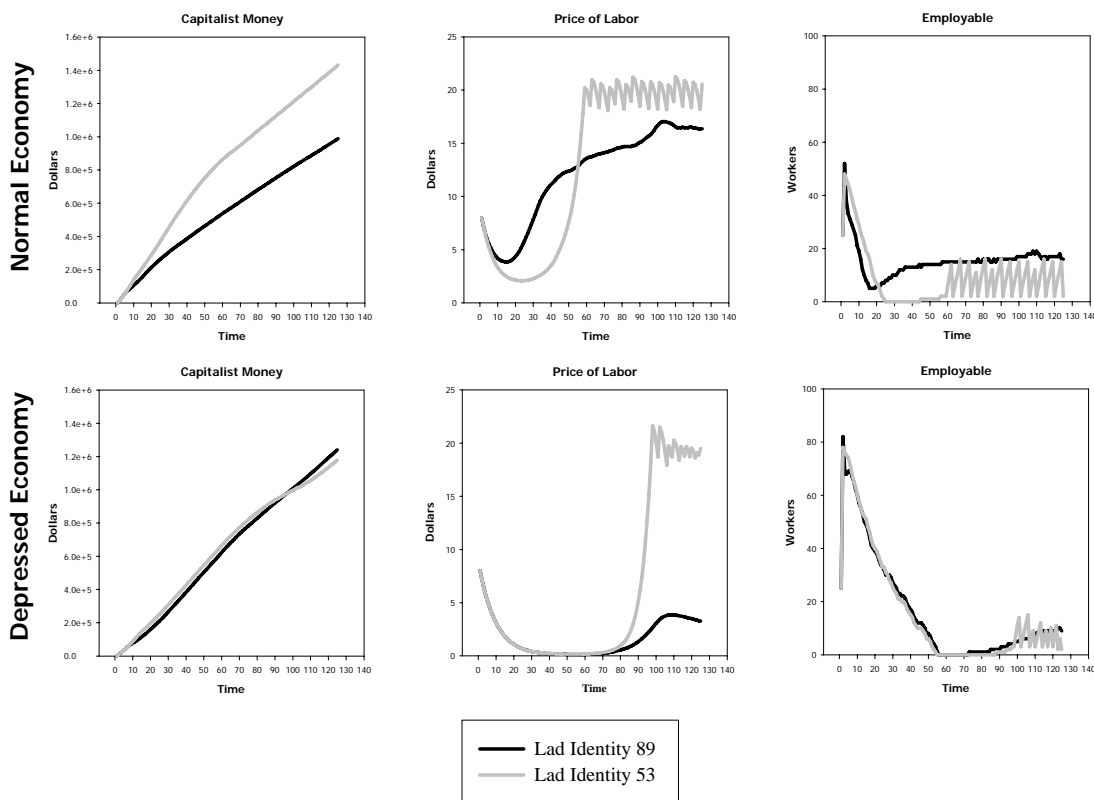 Normal Economy
Capitalist Money
1.6e+6
1.4e+6
1.2e+6
1.0e+6
8.0e+5
6.0e+5
4.0e+5
2.0e+5
0.0
Dollars
0 10 20 30 40 50 60 70 80 90 100 110 120 130 140
Time
Price of Labor
25
20
15
10
5
0
Dollars
0 10 20 30 40 50 60 70 80 90 100 110 120 130 140
Time
Employable
100
80
60
40
20
0
Workers
0 10 20 30 40 50 60 70 80 90 100 110 120 130 140
Time
Depressed Economy
Capitalist Money
1.6e+6
1.4e+6
1.2e+6
1.0e+6
8.0e+5
6.0e+5
4.0e+5
2.0e+5
0.0
Dollars
0 10 20 30 40 50 60 70 80 90 100 110 120 130 140
Time
Price of Labor
25
20
15
10
5
0
Dollars
0 10 20 30 40 50 60 70 80 90 100 110 120 130 140
Time
Employable
100
80
60
40
20
0
Workers
0 10 20 30 40 50 60 70 80 90 100 110 120 130 140
Time
Lad Identity 89
Lad Identity 53